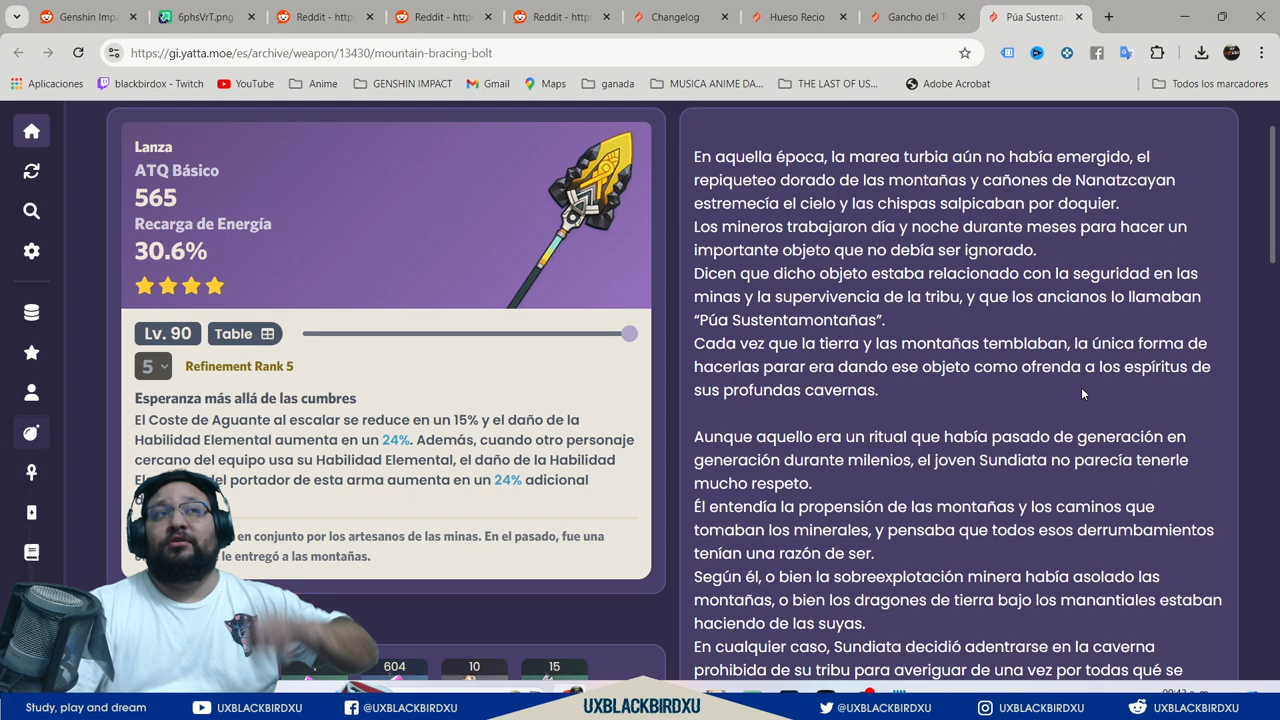 Genshin Impa
6phsVrT.png
Reddit - http
Reddit - http
Reddit - http
Changelog
Hueso Recio
Gancho del T
Púa Sustenta
https://gi.yatta.moe/es/archive/weapon/13430/mountain-bracing-bolt
Aplicaciones
blackbirdox - Twitch
YouTube
Anime
GENSHIN IMPACT
Gmail
Maps
ganada
MUSICA ANIME DA...
THE LAST OF US...
Adobe Acrobat
Todos los marcadores
Lanza
ATQ Básico
565
Recarga de Energía
30.6%
Lv. 90
Table
5
Refinement Rank 5
Esperanza más allá de las cumbres
El Coste de Aguante al escalar se reduce en un 15% y el daño de la
Habilidad Elemental aumenta en un 24%. Además, cuando otro personaje
cercano del equipo usa su Habilidad Elemental, el daño de la Habilidad
del portador de esta arma aumenta en un 24% adicional
en conjunto por los artesanos de las minas. En el pasado, fue una
le entregó a las montañas.
604
10
15
En aquella época, la marea turbia aún no había emergido, el
repiqueteo dorado de las montañas y cañones de Nanatzcayan
estremecía el cielo y las chispas salpicaban por doquier.
Los mineros trabajaron día y noche durante meses para hacer un
importante objeto que no debía ser ignorado.
Dicen que dicho objeto estaba relacionado con la seguridad en las
minas y la supervivencia de la tribu, y que los ancianos lo llamaban
“Púa Sustentamontañas”.
Cada vez que la tierra y las montañas temblaban, la única forma de
hacerlas parar era dando ese objeto como ofrenda a los espíritus de
sus profundas cavernas.
Aunque aquello era un ritual que había pasado de generación en
generación durante milenios, el joven Sundiata no parecía tenerle
mucho respeto.
Él entendía la propensión de las montañas y los caminos que
tomaban los minerales, y pensaba que todos esos derrumbamientos
tenían una razón de ser.
Según él, o bien la sobreexplotación minera había asolado las
montañas, o bien los dragones de tierra bajo los manantiales estaban
haciendo de las suyas.
En cualquier caso, Sundiata decidió adentrarse en la caverna
prohibida de su tribu para averiguar de una vez por todas qué se
Study, play and dream
UXBLACKBIRDXU
@UXBLACKBIRDXU
UXBLACKBIRDXU
@UXBLACKBIRDXU
UXBLACKBIRDXU
UXBLACKBIRDXU